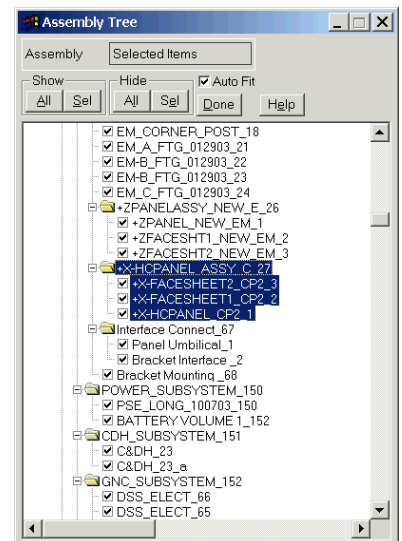 Assembly Tree
Assembly Selected Items
Show Hide Auto Fit
All Sel All Sel Done Help
EM_CORNER_POST_18
EM_A_FTG_012903_21
EM-B_FTG_012903_22
EM-B_FTG_012903_23
EM_C_FTG_012903_24
+ZPANELASSY_NEW_E_26
+ZPANEL_NEW_EM_1
+ZFACESHT1_NEW_EM_2
+ZFACESHT2_NEW_EM_3
+X-HCPANEL_ASSY_C_27
+X-FACESHEET2_CP2_3
+X-FACESHEET1_CP2_2
+X-HCPANEL_CP2_1
Interface Connect_67
Panel Umbilical_1
Bracket Interface _2
Bracket Mounting _68
POWER_SUBSYSTEM_150
PSE_LONG_100703_150
BATTERY VOLUME 1_152
CDH_SUBSYSTEM_151
C&DH_23
C&DH_23_a
GNC_SUBSYSTEM_152
DSS_ELECT_66
DSS_ELECT_65